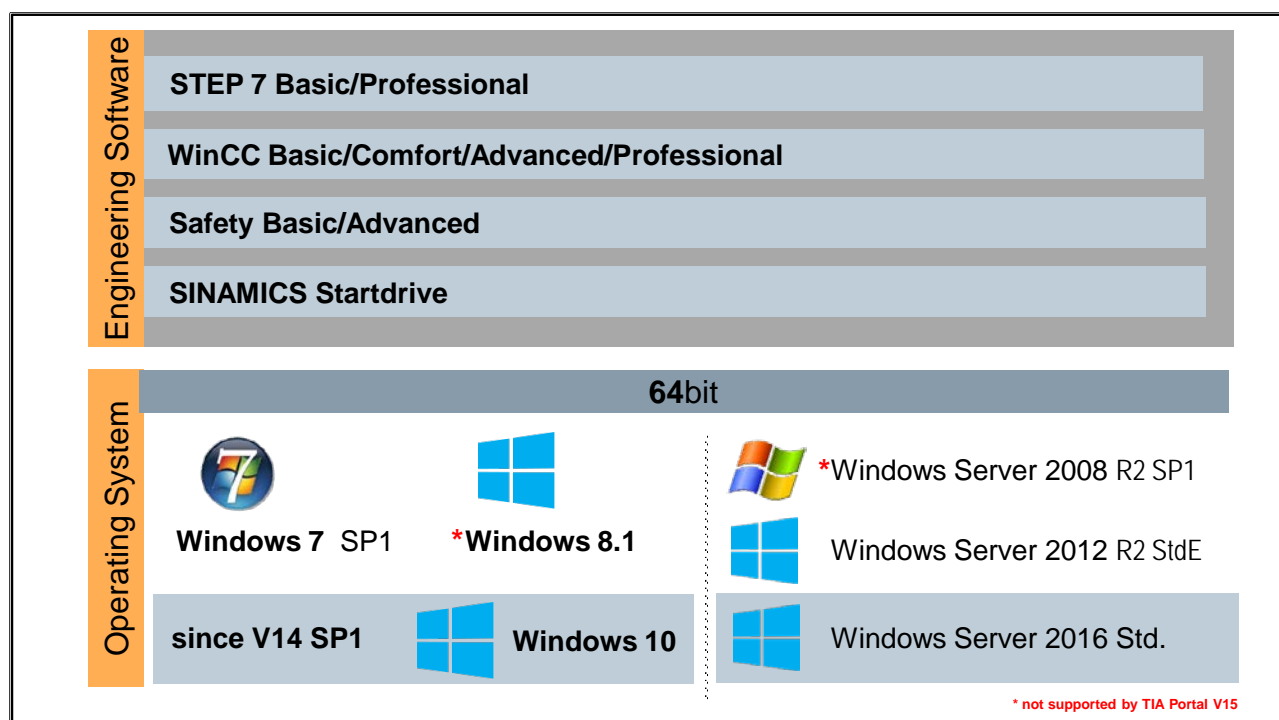 Engineering Software
STEP 7 Basic/Professional
WinCC Basic/Comfort/Advanced/Professional
Safety Basic/Advanced
SINAMICS Startdrive
Operating System
64bit
7
Windows 7 SP1
*Windows 8.1
since V14 SP1
Windows 10
*Windows Server 2008 R2 SP1
Windows Server 2012 R2 StdE
Windows Server 2016 Std.
* not supported by TIA Portal V15